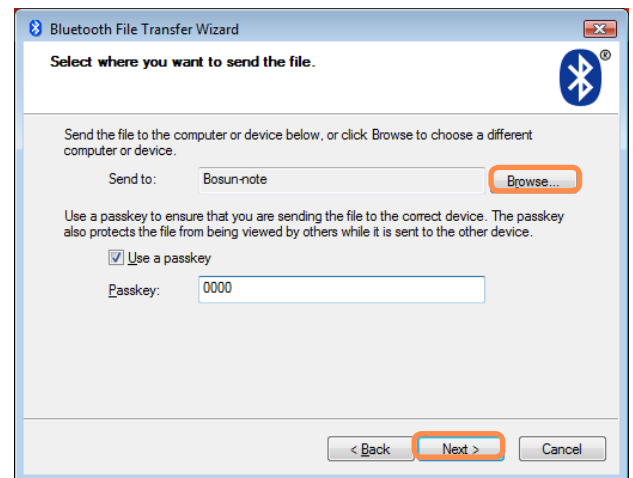 Bluetooth File Transfer Wizard
Select where you want to send the file.
®
Send the file to the computer or device below, or click Browse to choose a different
computer or device.
Send to: Bosun-note Browse...
Use a passkey to ensure that you are sending the file to the correct device. The passkey
also protects the file from being viewed by others while it is sent to the other device.
Use a passkey
Passkey: 0000
< Back Next > Cancel